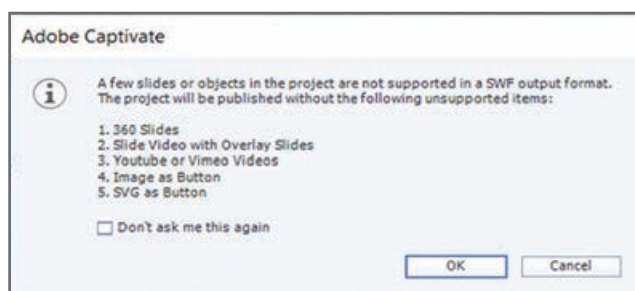 Adobe Captivate
A few slides or objects in the project are not supported in a SWF output format.
The project will be published without the following unsupported items:
1. 360 Slides
2. Slide Video with Overlay Slides
3. Youtube or Vimeo Videos
4. Image as Button
5. SVG as Button
Don't ask me this again
OK Cancel